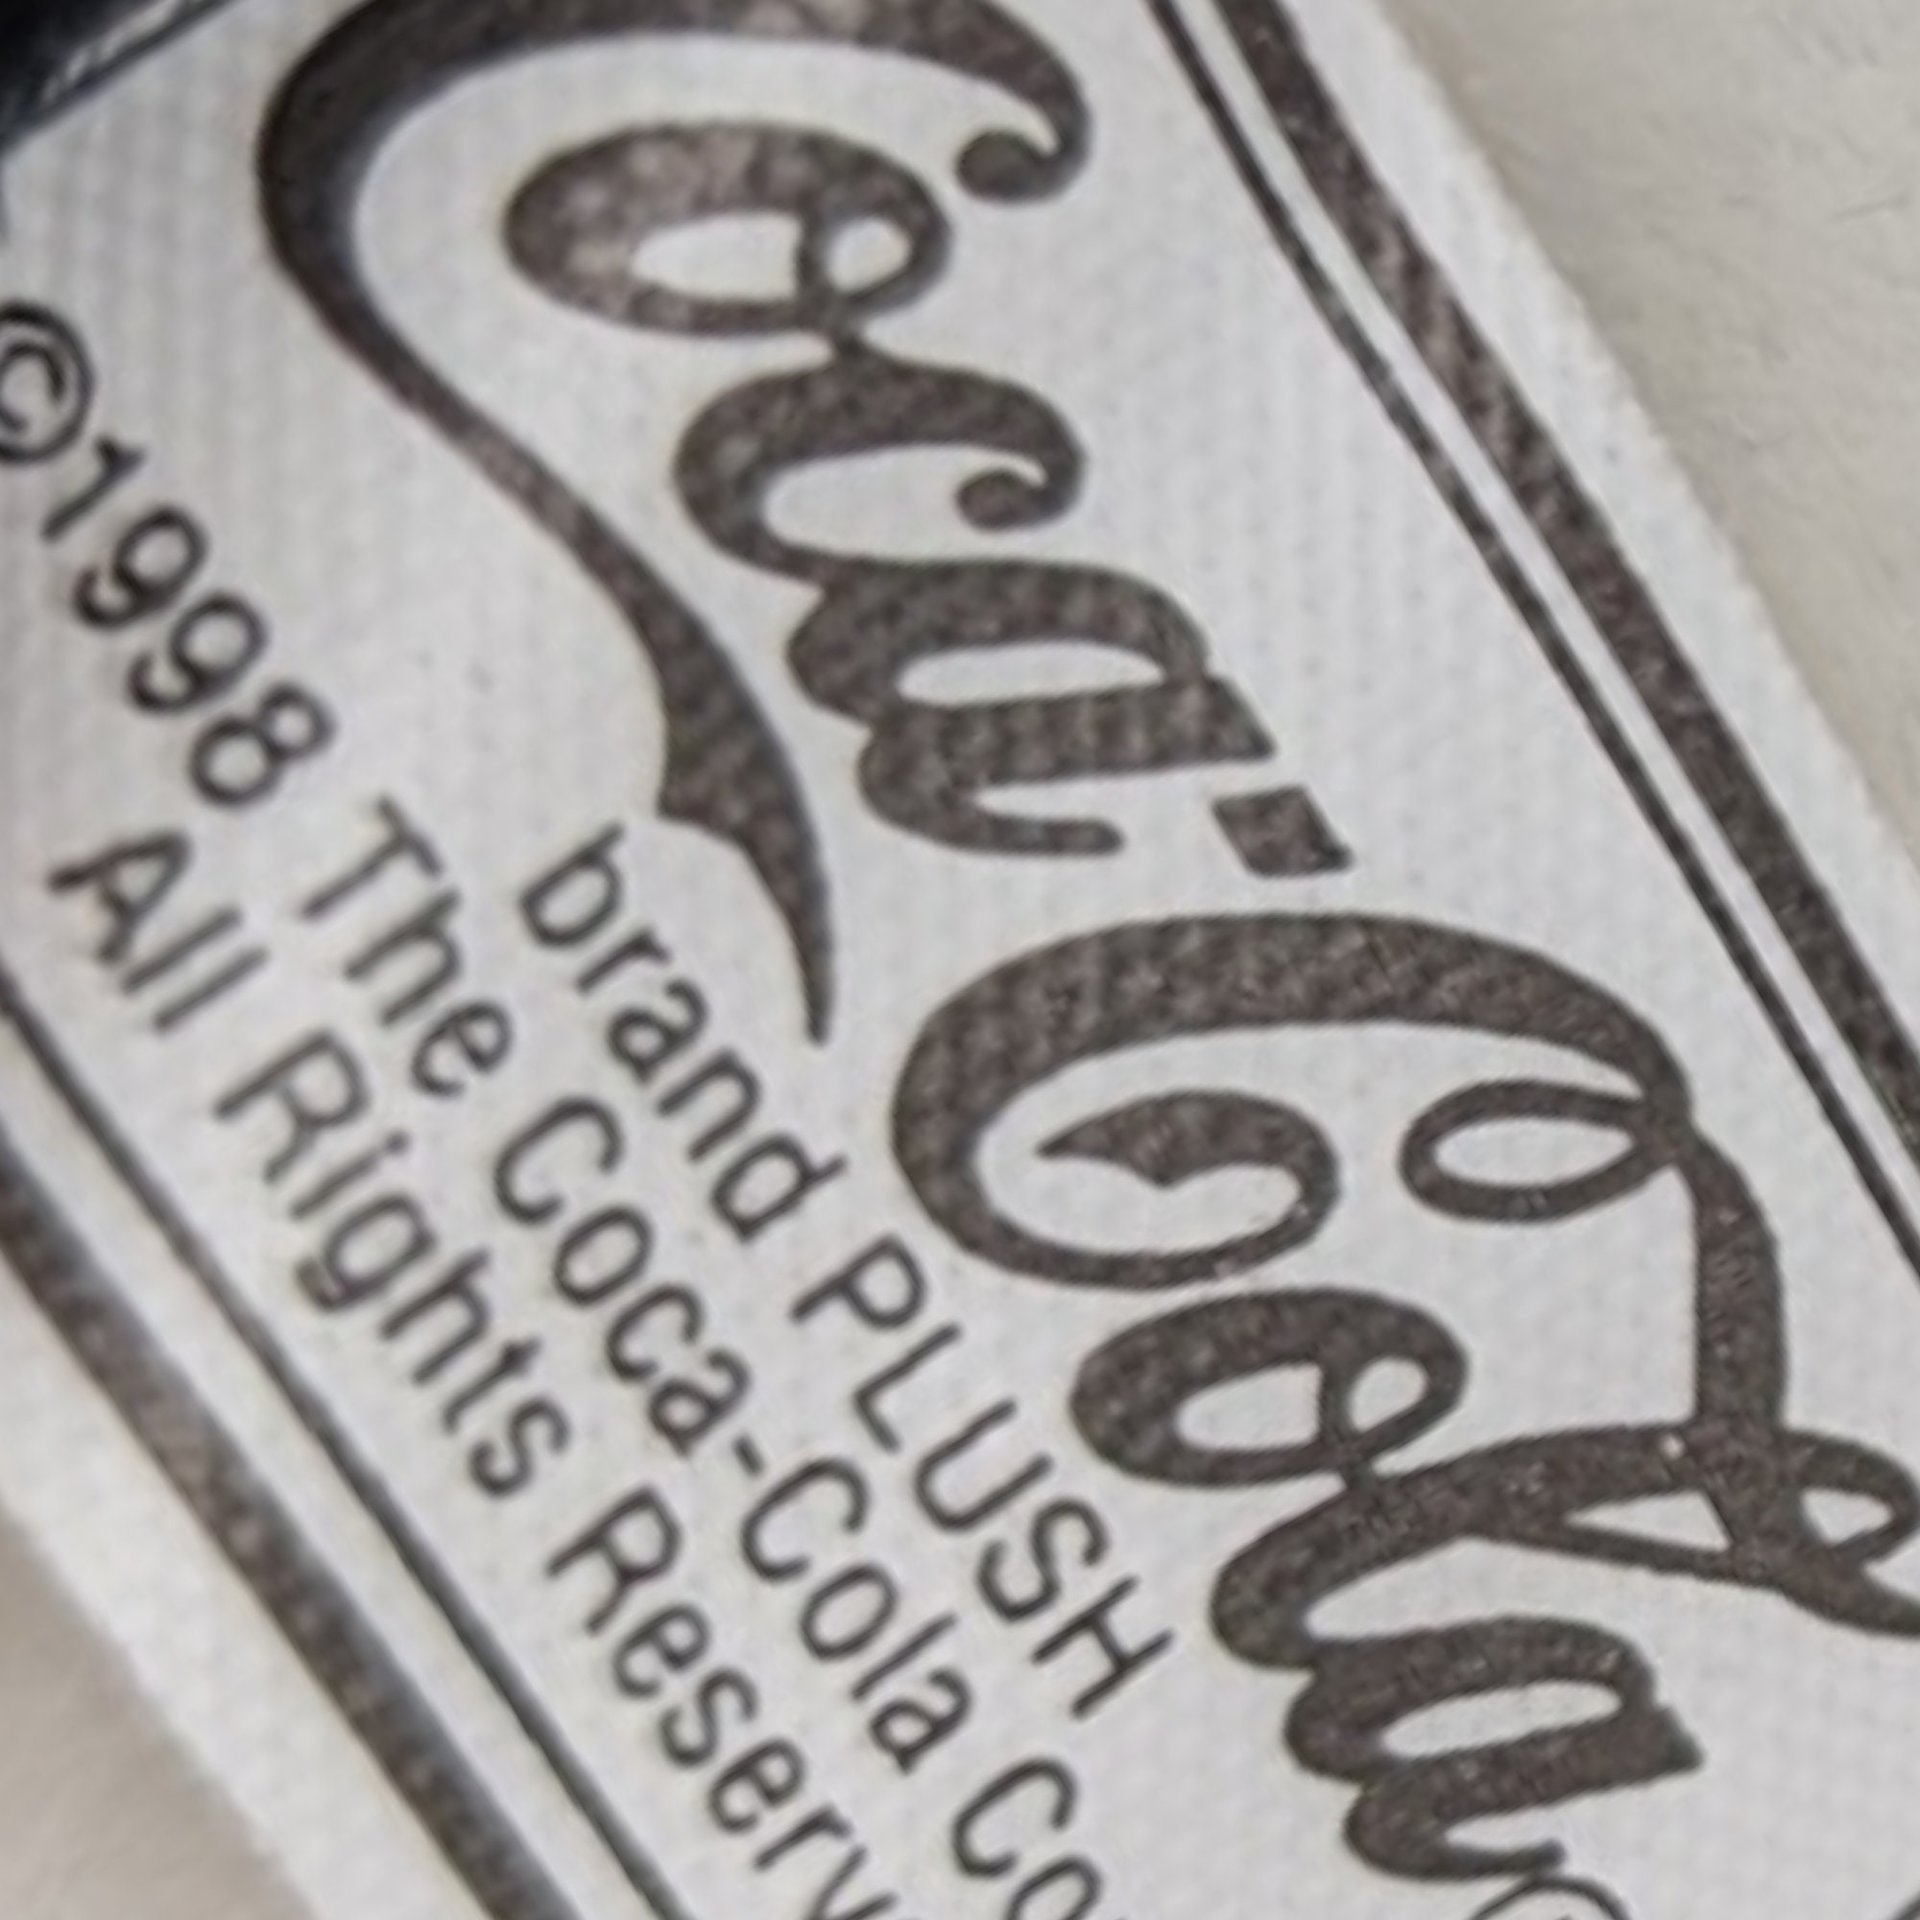 Coca-Cola
brand PLUSH
©1998 The Coca-Cola
All Rights